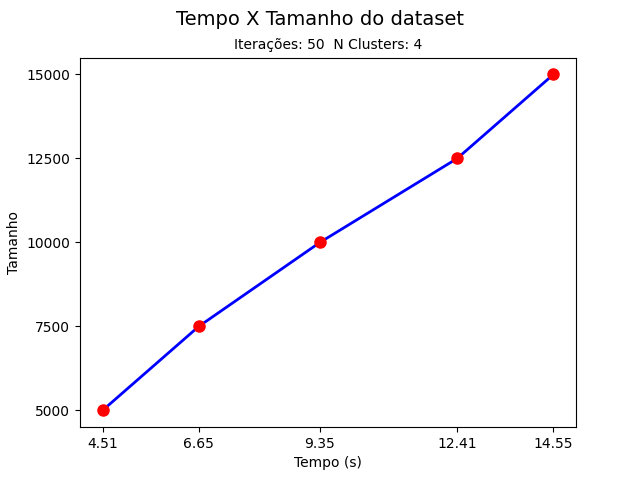 Tempo X Tamanho do dataset
Iterações: 50 N Clusters: 4
15000
12500
10000
7500
5000
Tamanho
4.51 6.65 9.35 12.41 14.55
Tempo (s)